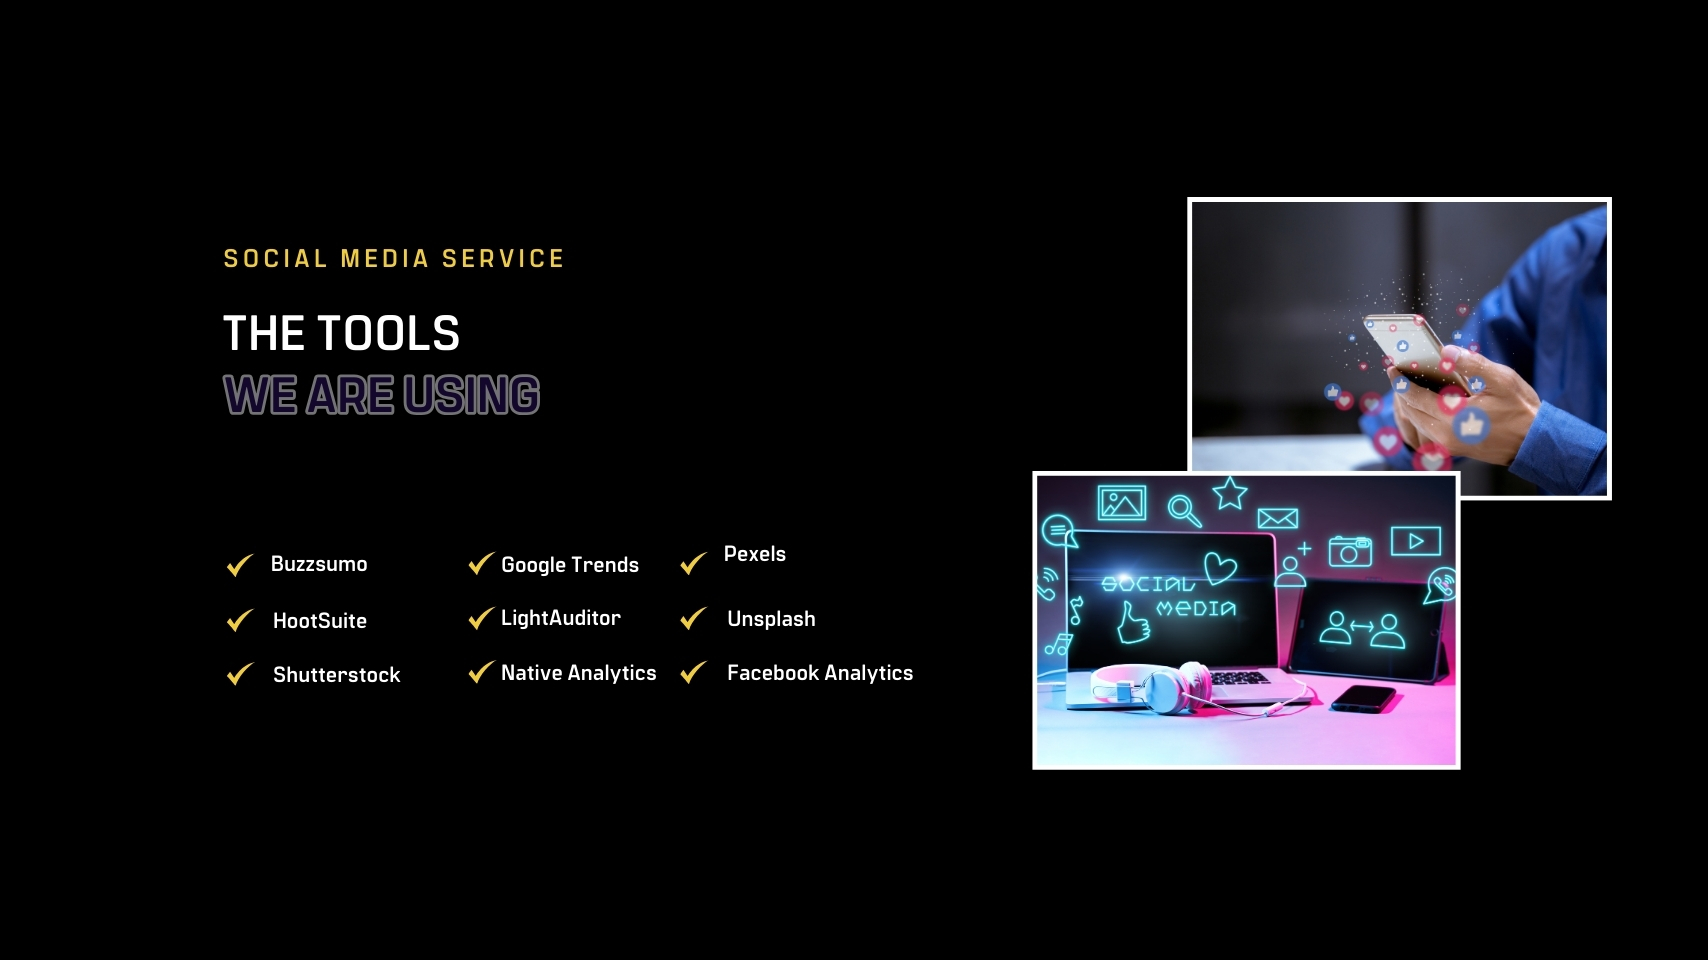 SOCIAL MEDIA SERVICE
THE TOOLS
WE ARE USING
Buzzsumo
HootSuite
Shutterstock
Google Trends
LightAuditor
Native Analytics
Pexels
Unsplash
Facebook Analytics
SOCIAL
MEDIA